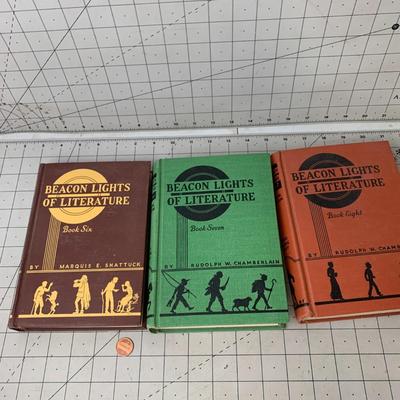 BEACON LIGHTS
OF LITERATURE
Book Six
BY MARQUIS E. SHATTUCK
BEACON LIGHTS
OF LITERATURE
Book Seven
BY RUDOLPH W. CHAMBERLAIN
BEACON LIGHTS
OF LITERATURE
Book Eight
BY RUDOLPH W. CHAMB